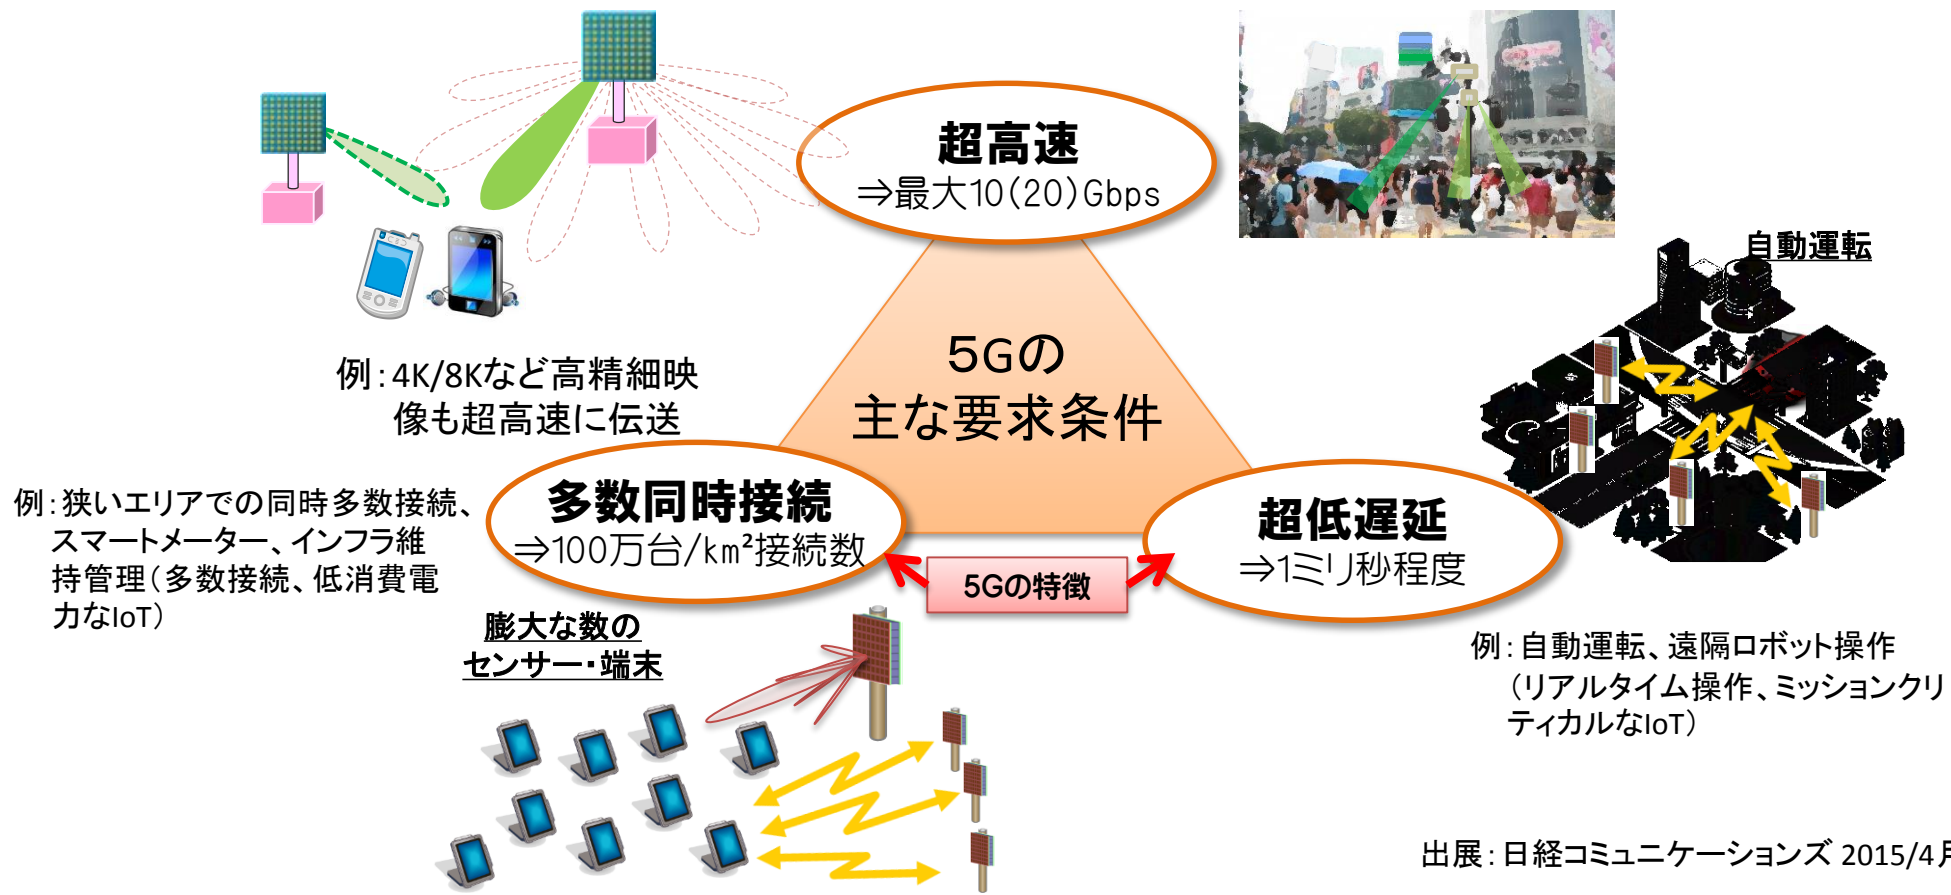 超高速
⇒最大10(20)Gbps
自動運転
5Gの
主な要求条件
例：4K/8Kなど高精細映
像も超高速に伝送
例：狭いエリアでの同時多数接続、
スマートメーター、インフラ維
持管理（多数接続、低消費電
力なIoT）
多数同時接続
⇒100万台/km²接続数
超低遅延
⇒1ミリ秒程度
5Gの特徴
膨大な数の
センサー・端末
例：自動運転、遠隔ロボット操作
（リアルタイム操作、ミッションクリ
ティカルなIoT）
出展：日経コミュニケーションズ 2015/4月